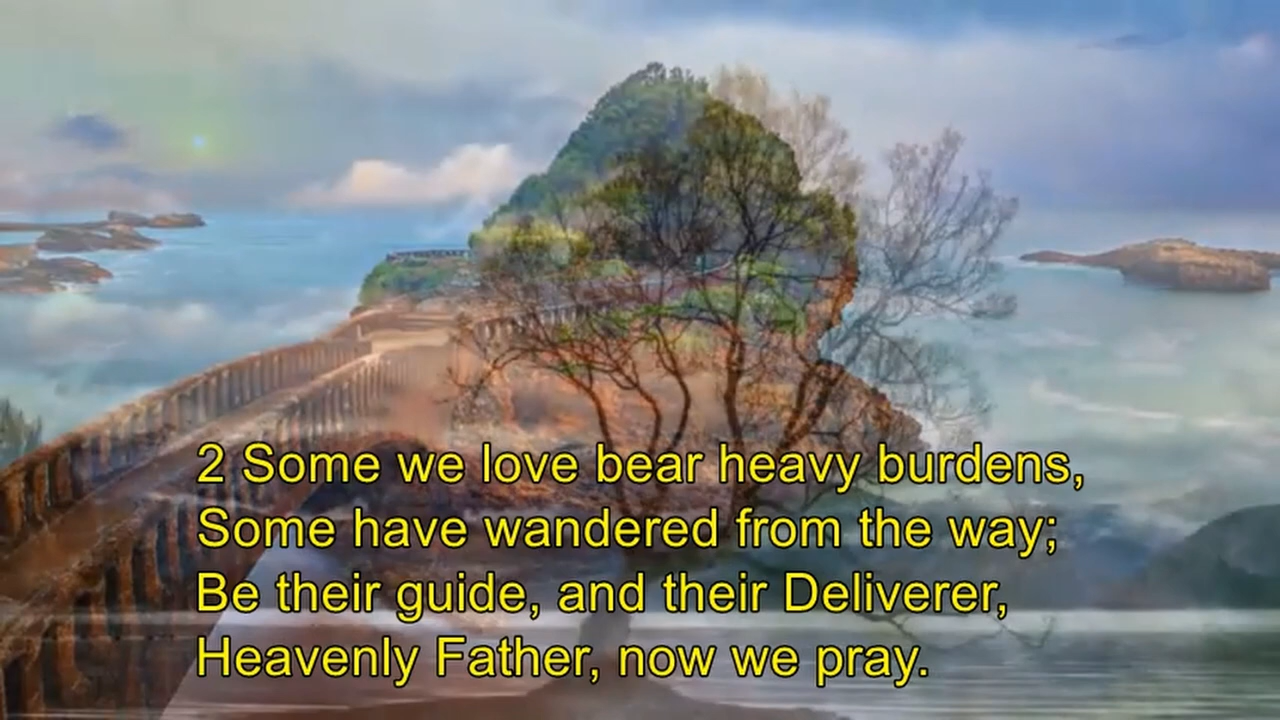 2 Some we love bear heavy burdens,
Some have wandered from the way;
Be their guide, and their Deliverer,
Heavenly Father, now we pray.